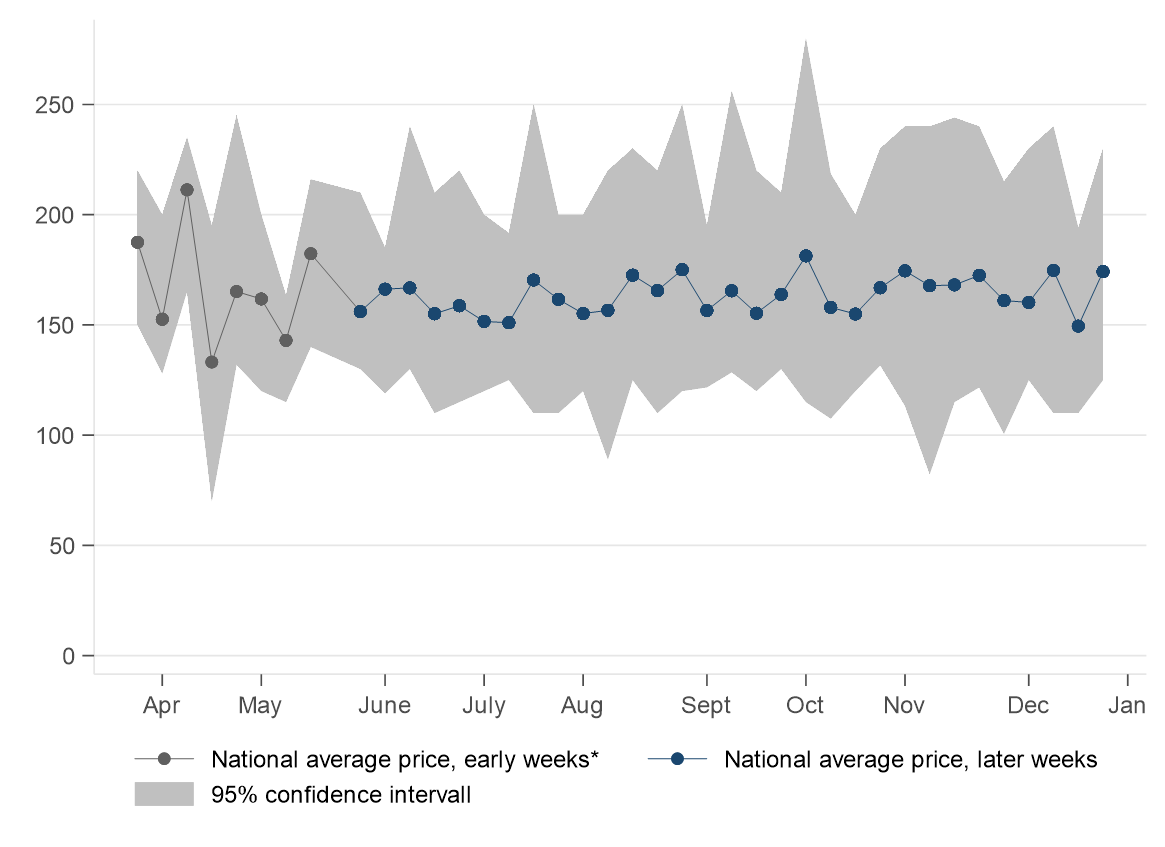 250
200
150
100
50
0
Apr May June July Aug Sept Oct Nov Dec Jan
National average price, early weeks* National average price, later weeks
95% confidence intervall